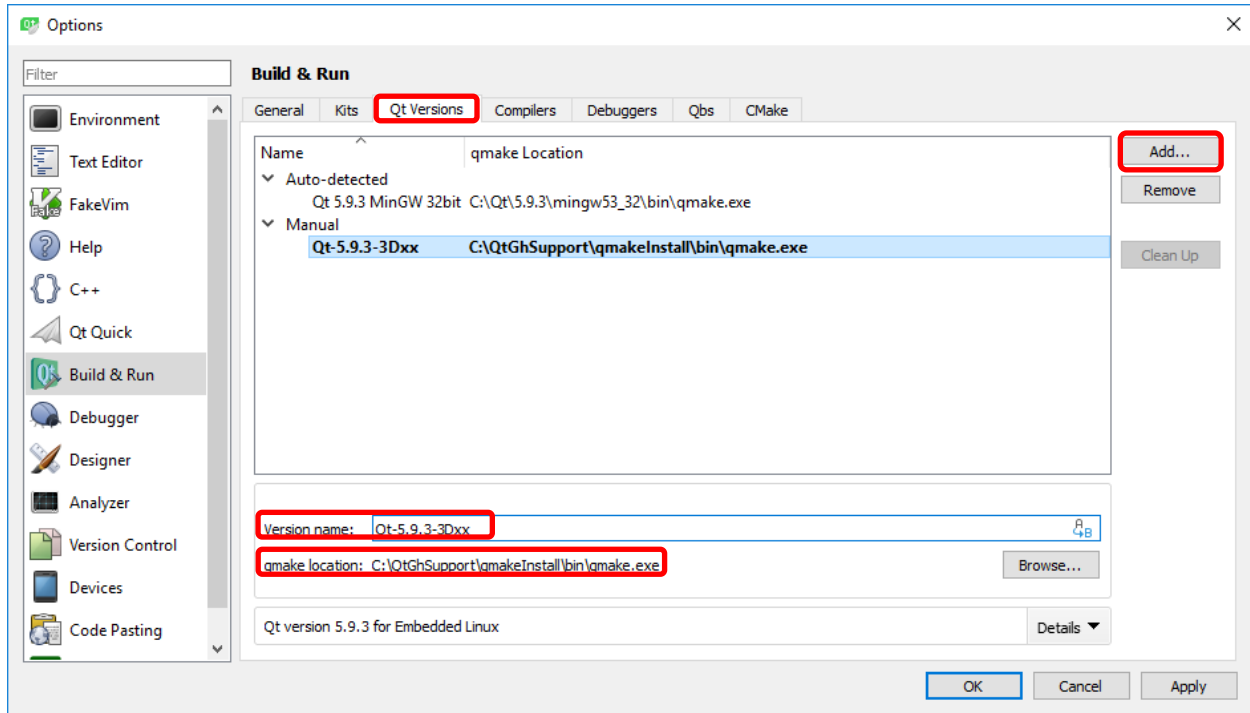 Options
Filter
Environment
Text Editor
FakeVim
Help
C++
Qt Quick
Build & Run
Debugger
Designer
Analyzer
Version Control
Devices
Code Pasting
Build & Run
General Kits Qt Versions Compilers Debuggers Qbs CMake
Name qmake Location
Auto-detected
Qt 5.9.3 MinGW 32bit C:\Qt\5.9.3\mingw53_32\bin\qmake.exe
Manual
Qt-5.9.3-3Dxx C:\QtGhSupport\qmakeInstall\bin\qmake.exe
Add...
Remove
Clean Up
Version name: Qt-5.9.3-3Dxx
qmake location: C:\QtGhSupport\qmakeInstall\bin\qmake.exe
Browse...
Qt version 5.9.3 for Embedded Linux
Details
OK Cancel Apply